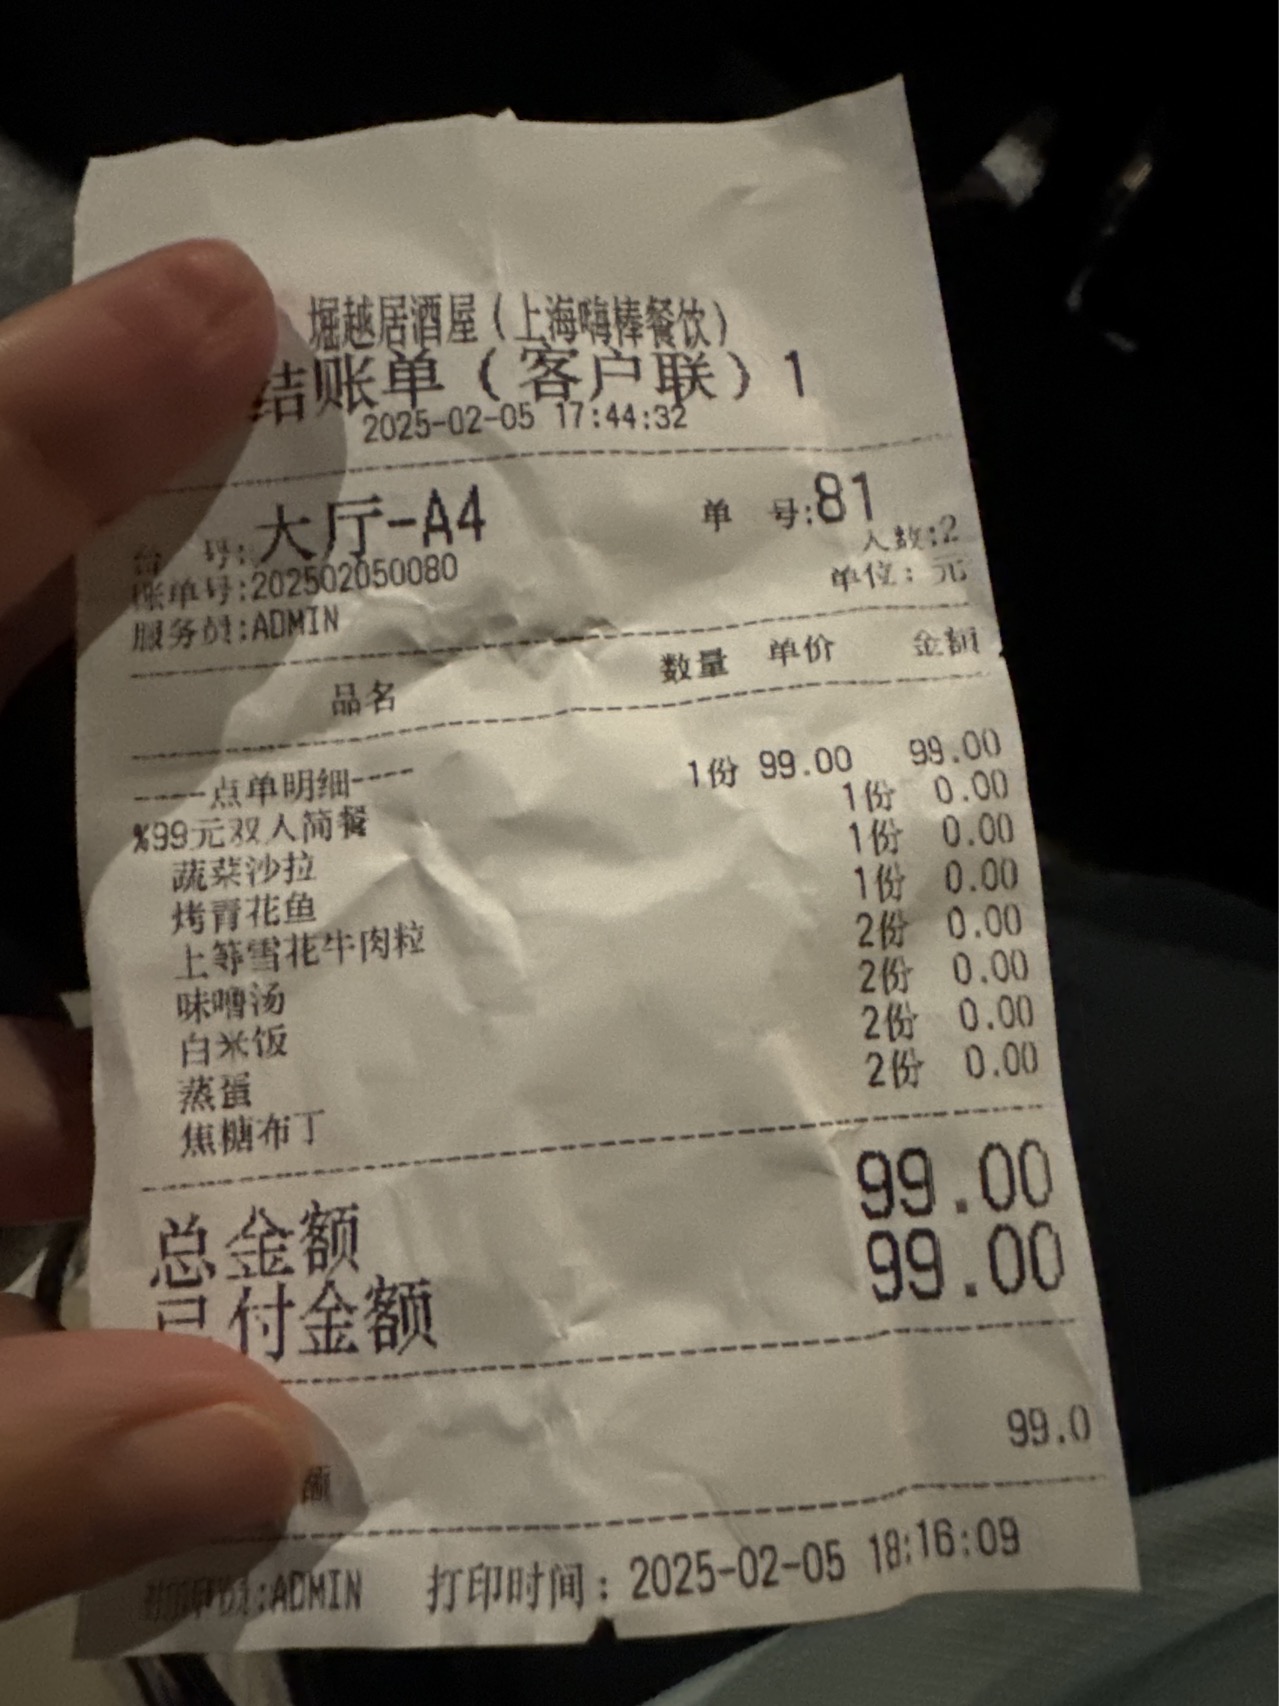 堀越居酒屋(上海嗨棒餐饮)
结账单(客户联)1
2025-02-05 17:44:32
台 号:大厅-A4 单 号:81
人数:2
账单号:202502050080 单位:元
服务员:ADMIN
品名 数量 单价 金额
-----点单明细----
%99元双人简餐 1份 99.00 99.00
蔬菜沙拉 1份 0.00
烤青花鱼 1份 0.00
上等雪花牛肉粒 1份 0.00
味噌汤 2份 0.00
白米饭 2份 0.00
蒸蛋 2份 0.00
焦糖布丁 2份 0.00
总金额 99.00
已付金额 99.00
额 99.0
:ADMIN 打印时间:2025-02-05 18:16:09